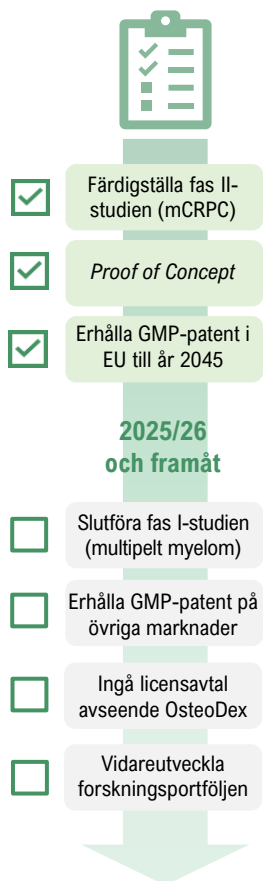 Färdigställa fas II-
studien (mCRPC)
Proof of Concept
Erhålla GMP-patent i
EU till år 2045
2025/26
och framåt
Slutföra fas I-studien
(multipelt myelom)
Erhålla GMP-patent på
övriga marknader
Ingå licensavtal
avseende OsteoDex
Vidareutveckla
forskningsportföljen